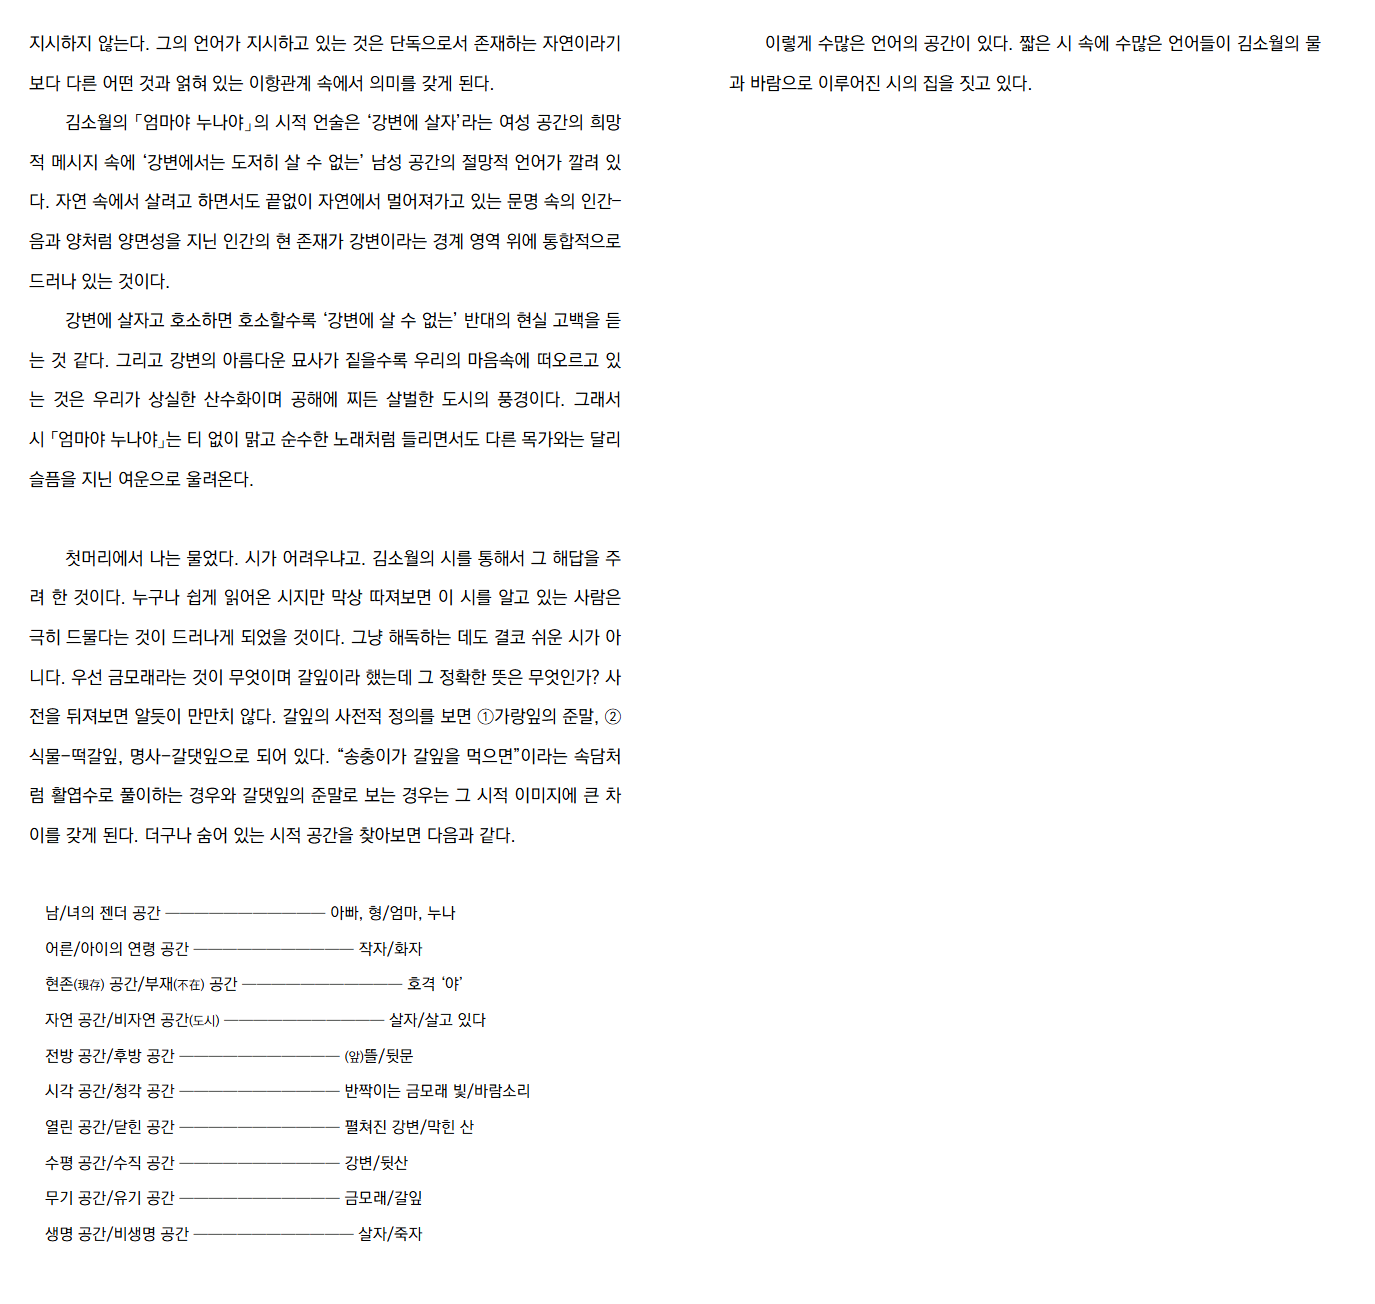 지시하지 않는다. 그의 언어가 지시하고 있는 것은 단독으로서 존재하는 자연이라기
보다 다른 어떤 것과 얽혀 있는 이항관계 속에서 의미를 갖게 된다.
김소월의 「엄마야 누나야」의 시적 언술은 ‘강변에 살자’라는 여성 공간의 희망
적 메시지 속에 ‘강변에서는 도저히 살 수 없는’ 남성 공간의 절망적 언어가 깔려 있
다. 자연 속에서 살려고 하면서도 끝없이 자연에서 멀어져가고 있는 문명 속의 인간–
음과 양처럼 양면성을 지닌 인간의 현 존재가 강변이라는 경계 영역 위에 통합적으로
드러나 있는 것이다.
강변에 살자고 호소하면 호소할수록 ‘강변에 살 수 없는’ 반대의 현실 고백을 듣
는 것 같다. 그리고 강변의 아름다운 묘사가 짙을수록 우리의 마음속에 떠오르고 있
는 것은 우리가 상실한 산수화이며 공해에 찌든 살벌한 도시의 풍경이다. 그래서
시 「엄마야 누나야」는 티 없이 맑고 순수한 노래처럼 들리면서도 다른 목가와는 달리
슬픔을 지닌 여운으로 울려온다.
첫머리에서 나는 물었다. 시가 어려우냐고. 김소월의 시를 통해서 그 해답을 주
려 한 것이다. 누구나 쉽게 읽어온 시지만 막상 따져보면 이 시를 알고 있는 사람은
극히 드물다는 것이 드러나게 되었을 것이다. 그냥 해독하는 데도 결코 쉬운 시가 아
니다. 우선 금모래라는 것이 무엇이며 갈잎이라 했는데 그 정확한 뜻은 무엇인가? 사
전을 뒤져보면 알듯이 만만치 않다. 갈잎의 사전적 정의를 보면 ①가랑잎의 준말, ②
식물–떡갈잎, 명사–갈댓잎으로 되어 있다. “송충이가 갈잎을 먹으면”이라는 속담처
럼 활엽수로 풀이하는 경우와 갈댓잎의 준말로 보는 경우는 그 시적 이미지에 큰 차
이를 갖게 된다. 더구나 숨어 있는 시적 공간을 찾아보면 다음과 같다.
남/녀의 젠더 공간 ─────────── 아빠, 형/엄마, 누나
어른/아이의 연령 공간 ─────────── 작자/화자
현존(現存) 공간/부재(不在) 공간 ─────────── 호격 ‘야’
자연 공간/비자연 공간(도시) ─────────── 살자/살고 있다
전방 공간/후방 공간 ─────────── (앞)뜰/뒷문
시각 공간/청각 공간 ─────────── 반짝이는 금모래 빛/바람소리
열린 공간/닫힌 공간 ─────────── 펼쳐진 강변/막힌 산
수평 공간/수직 공간 ─────────── 강변/뒷산
무기 공간/유기 공간 ─────────── 금모래/갈잎
생명 공간/비생명 공간 ─────────── 살자/죽자
이렇게 수많은 언어의 공간이 있다. 짧은 시 속에 수많은 언어들이 김소월의 물
과 바람으로 이루어진 시의 집을 짓고 있다.